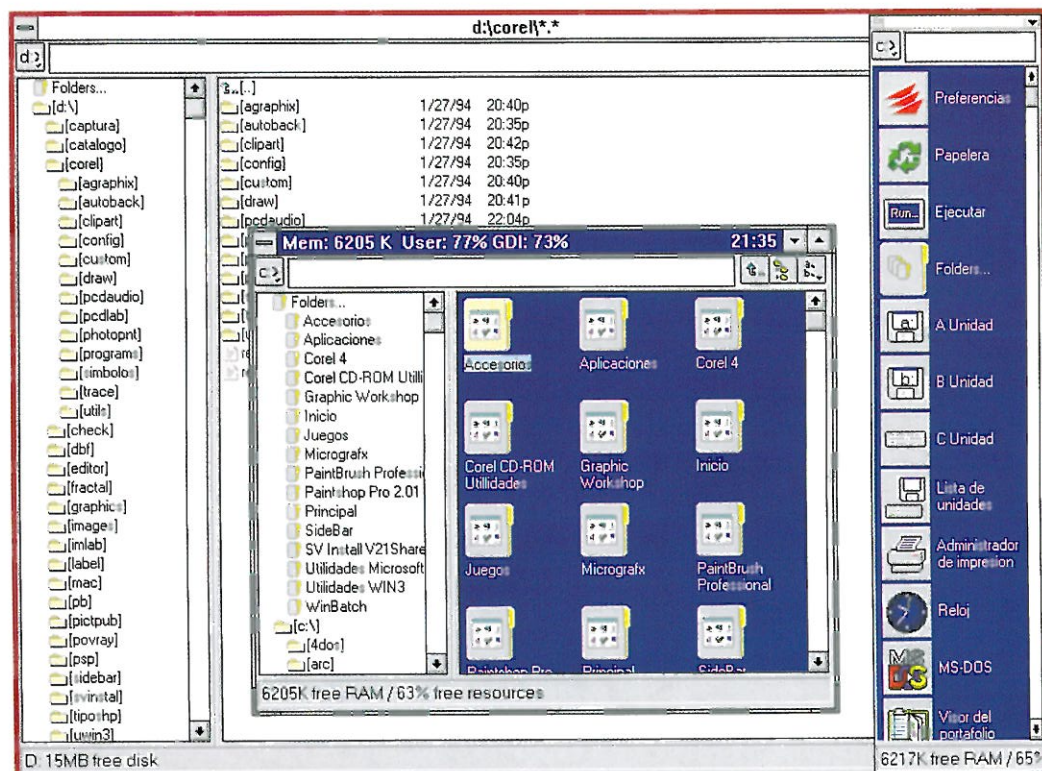 d:\corel\*.*
d:
Folders...
[d:\]
[captura]
[catalogo]
[corel]
[agraphix]
[autoback]
[clipart]
[config]
[custom]
[draw]
[pcdaudio]
[pcdlab]
[photopnt]
[programs]
[simbolos]
[trace]
[utils]
[check]
[dbf]
[editor]
[fractal]
[graphics]
[images]
[imlab]
[label]
[mac]
[pb]
[pictpub]
[povray]
[psp]
[sidebar]
[svinstal]
[tiposhp]
[uwin3]
D: 15MB free disk
[..]
[agraphix] 1/27/94 20:40p
[autoback] 1/27/94 20:35p
[clipart] 1/27/94 20:42p
[config] 1/27/94 20:35p
[custom] 1/27/94 20:40p
[draw] 1/27/94 20:41p
[pcdaudio] 1/27/94 22:04p
Mem: 6205 K User: 77% GDI: 73% 21:35
c:
Folders...
Accesorios
Aplicaciones
Corel 4
Corel CD-ROM Utili
Graphic Workshop
Inicio
Juegos
Micrografx
PaintBrush Professi
Paintshop Pro 2.01
Principal
SideBar
SV Install V21Share
Utilidades Microsoft
Utilidades WIN3
WinBatch
[c:\]
[4dos]
[arc]
Accesorios
Aplicaciones
Corel 4
Corel CD-ROM
Utillidades
Graphic
Workshop
Inicio
Juegos
Micrografx
PaintBrush
Professional
Paintshop Pro
Principal
SideBar
6205K free RAM / 63% free resources
c:
Preferencias
Papelera
Run...
Ejecutar
Folders...
a:
A Unidad
b:
B Unidad
C Unidad
Lista de
unidades
Administrador
de impresion
Reloj
MS
DOS
MS-DOS
Visor del
portafolio
6217K free RAM / 65%